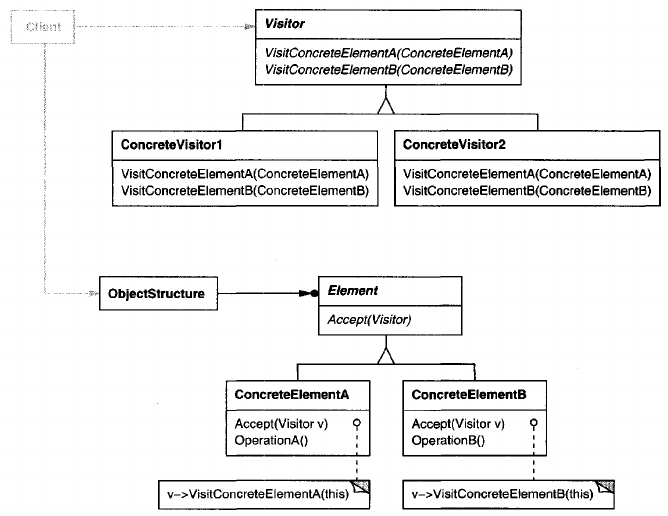 Client
Visitor
VisitConcreteElementA(ConcreteElementA)
VisitConcreteElementB(ConcreteElementB)
ConcreteVisitor1
VisitConcreteElementA(ConcreteElementA)
VisitConcreteElementB(ConcreteElementB)
ConcreteVisitor2
VisitConcreteElementA(ConcreteElementA)
VisitConcreteElementB(ConcreteElementB)
ObjectStructure
Element
Accept(Visitor)
ConcreteElementA
Accept(Visitor v)
OperationA()
ConcreteElementB
Accept(Visitor v)
OperationB()
v->VisitConcreteElementA(this)
v->VisitConcreteElementB(this)